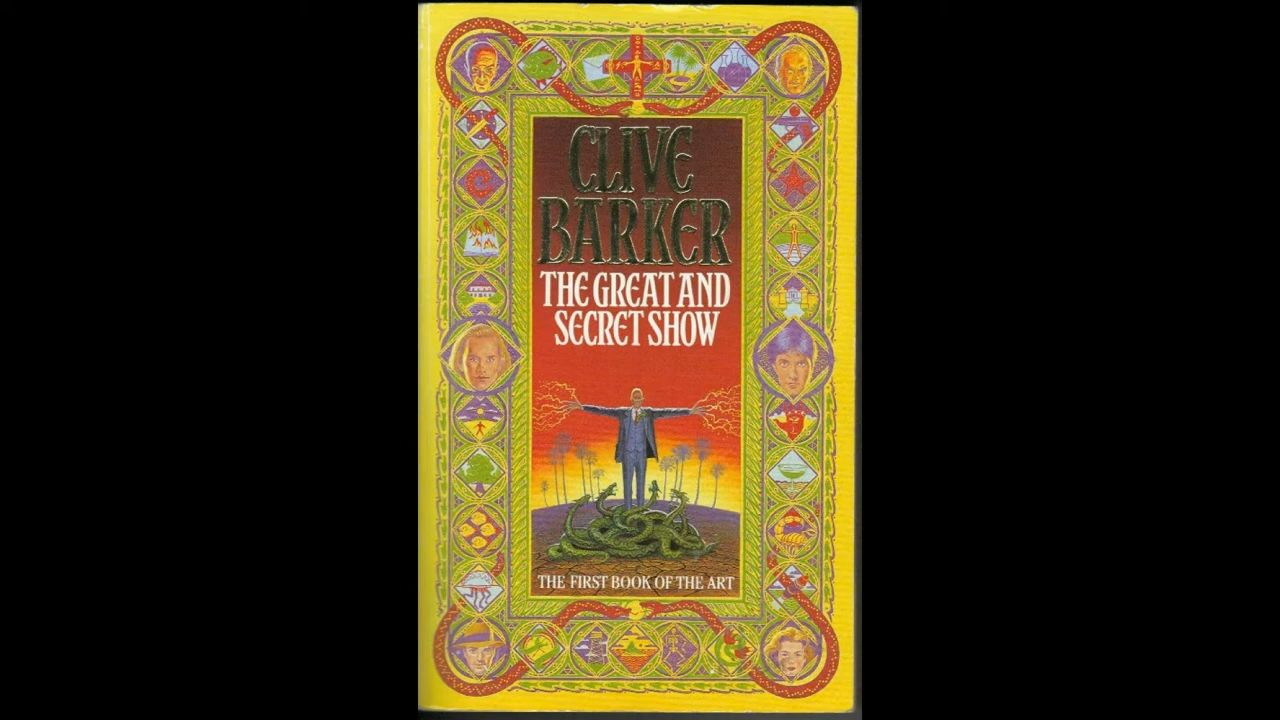 CLIVE
BARKER
THE GREAT AND
SECRET SHOW
THE FIRST BOOK OF THE ART